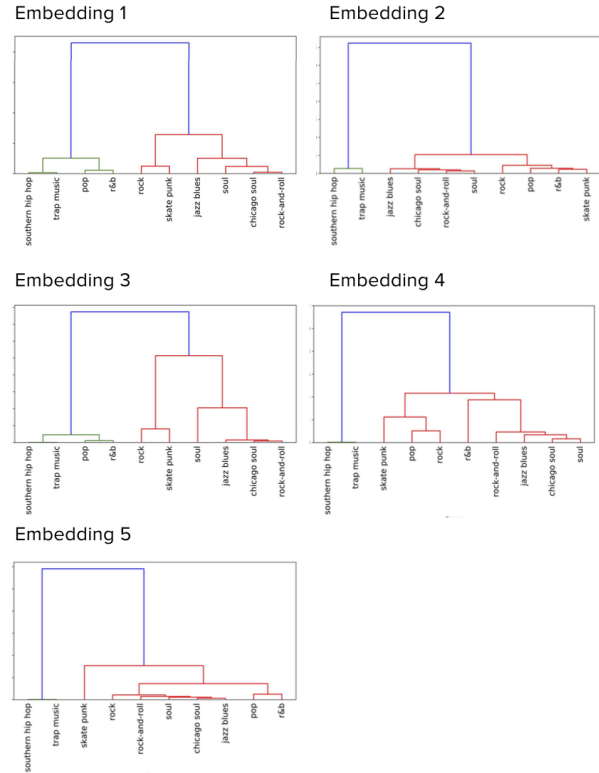 Embedding 1
southern hip hop
trap music
pop
r&b
rock
skate punk
jazz blues
soul
chicago soul
rock-and-roll
Embedding 2
southern hip hop
trap music
jazz blues
chicago soul
rock-and-roll
soul
rock
pop
r&b
skate punk
Embedding 3
southern hip hop
trap music
pop
r&b
rock
skate punk
soul
jazz blues
chicago soul
rock-and-roll
Embedding 4
southern hip hop
trap music
skate punk
pop
rock
r&b
rock-and-roll
jazz blues
chicago soul
soul
Embedding 5
southern hip hop
trap music
skate punk
rock
rock-and-roll
soul
chicago soul
jazz blues
pop
r&b